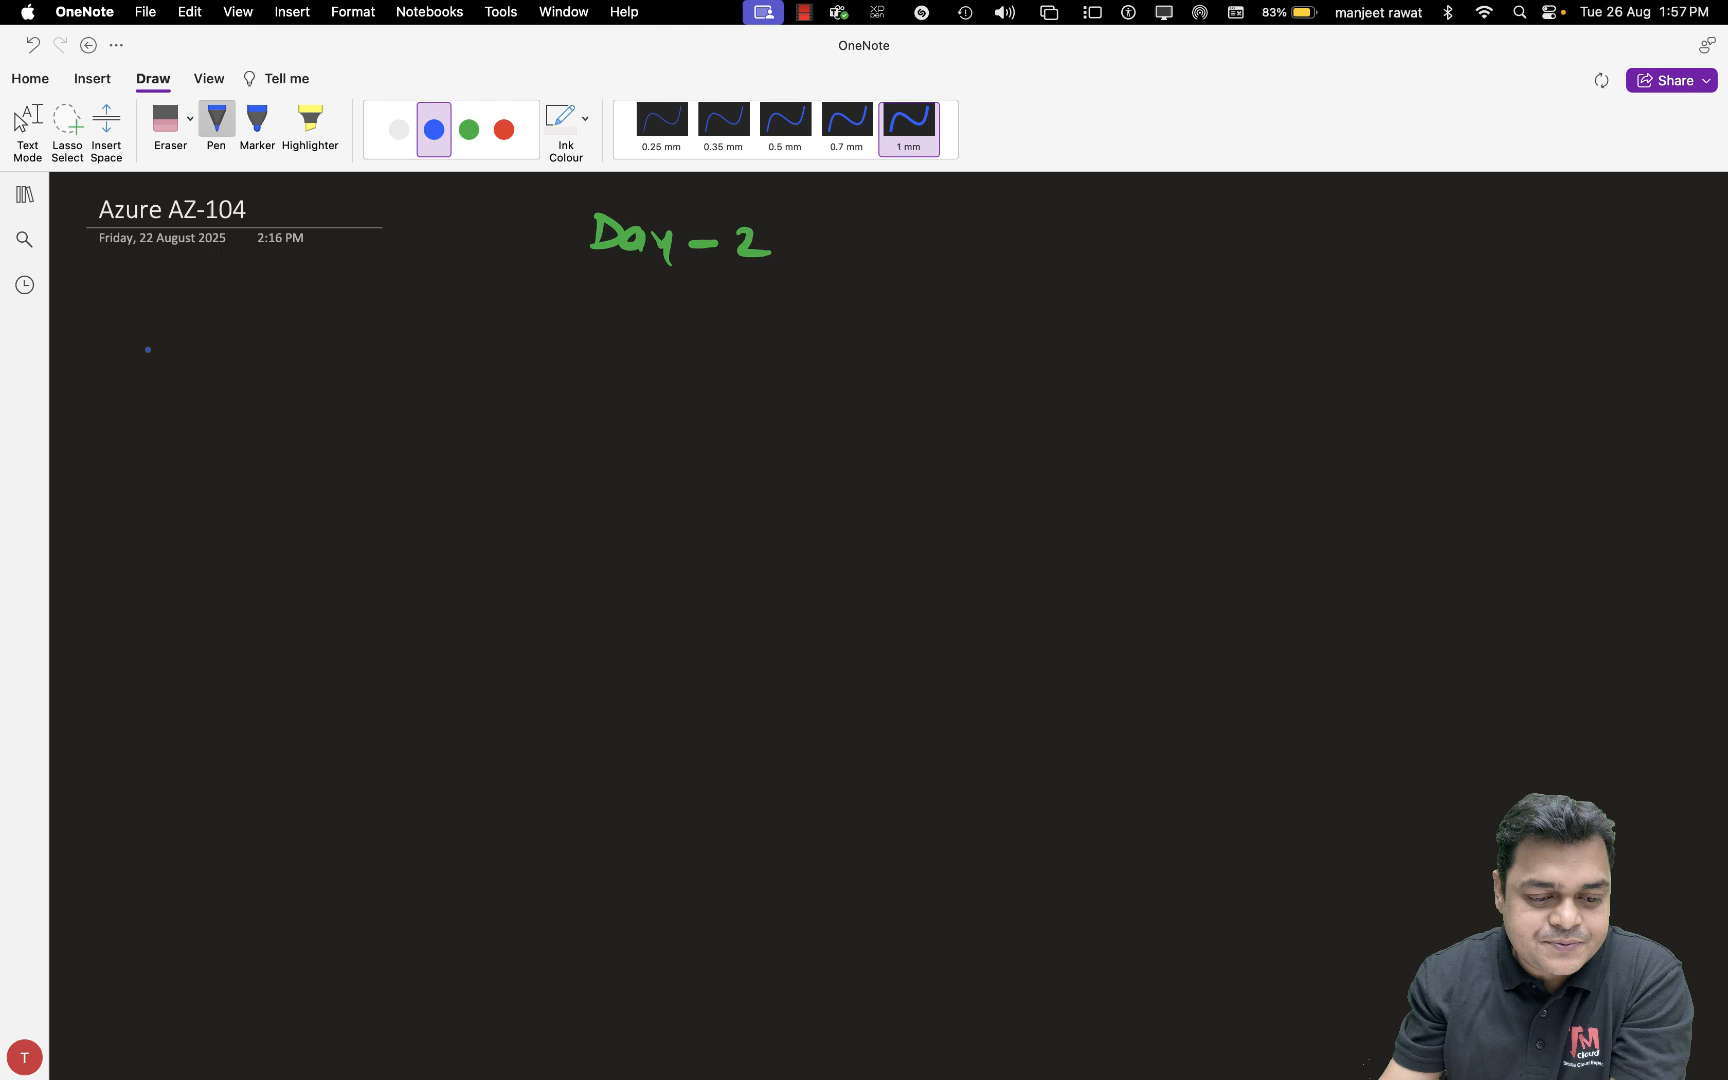 OneNote File Edit View Insert Format Notebooks Tools Window Help XP pen 83% manjeet rawat Tue 26 Aug 1:57 PM
OneNote
Home Insert Draw View Tell me Share
Text Mode Lasso Select Insert Space Eraser Pen Marker Highlighter Ink Colour 0.25 mm 0.35 mm 0.5 mm 0.7 mm 1 mm
Azure AZ-104
Friday, 22 August 2025 2:16 PM
Day - 2
T
cloud